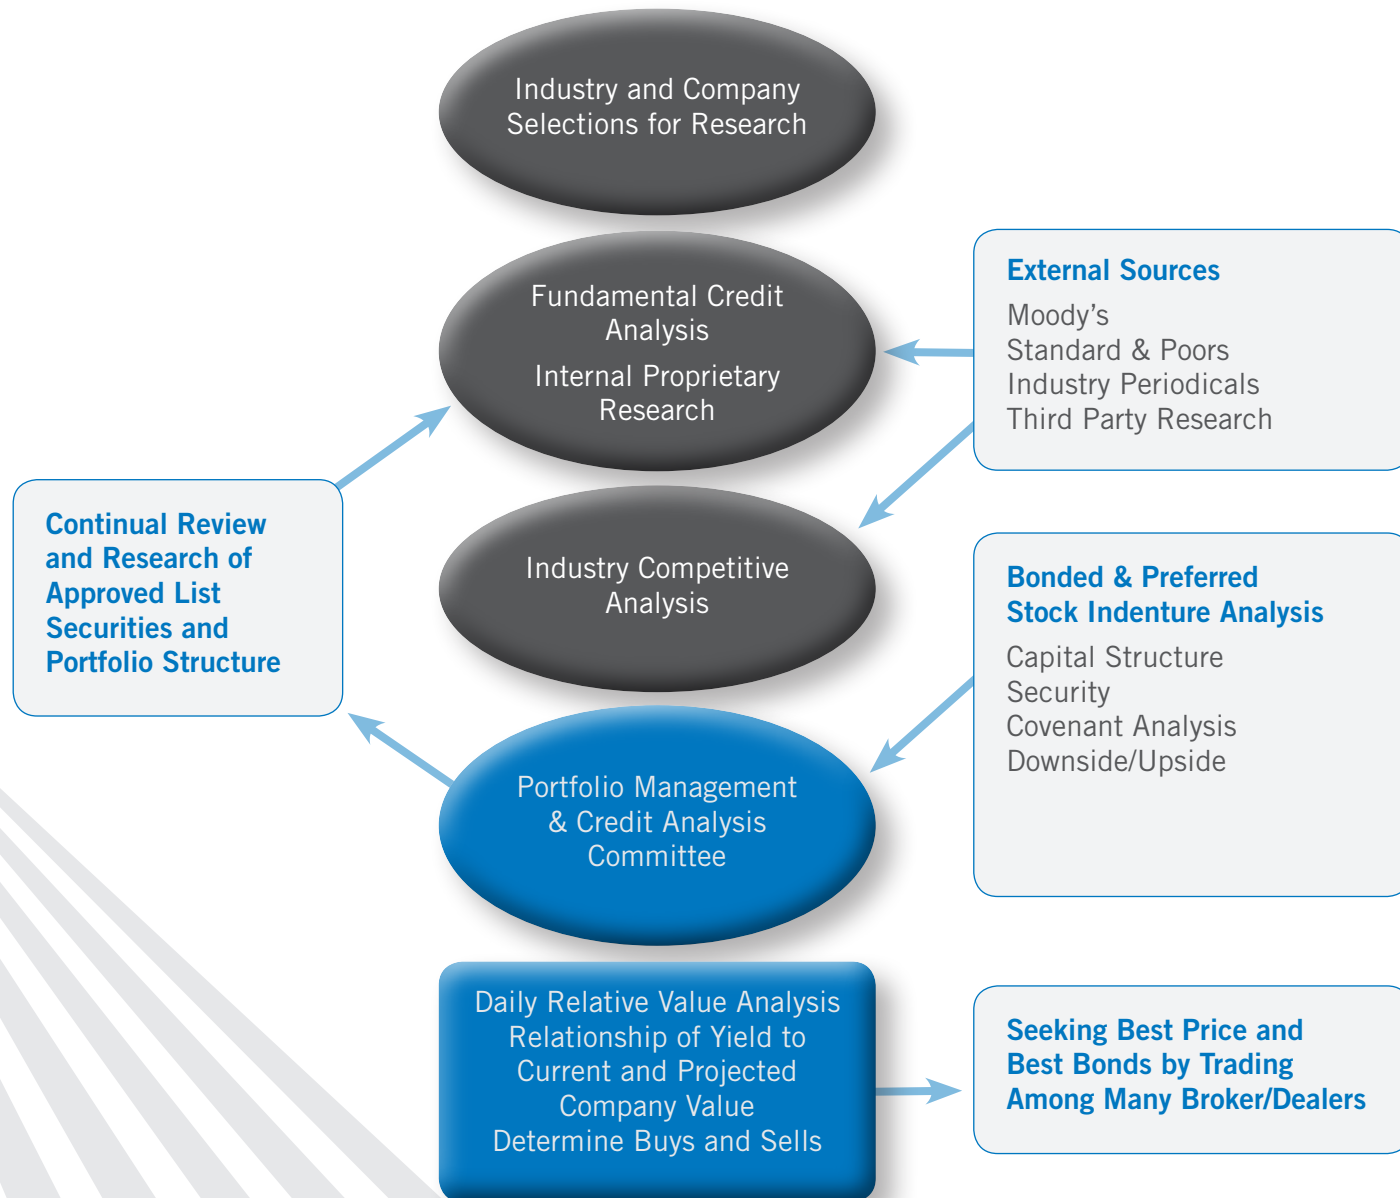 Industry and Company
Selections for Research
Fundamental Credit
Analysis
Internal Proprietary
Research
External Sources
Moody’s
Standard & Poors
Industry Periodicals
Third Party Research
Continual Review
and Research of
Approved List
Securities and
Portfolio Structure
Industry Competitive
Analysis
Bonded & Preferred
Stock Indenture Analysis
Capital Structure
Security
Covenant Analysis
Downside/Upside
Portfolio Management
& Credit Analysis
Committee
Daily Relative Value Analysis
Relationship of Yield to
Current and Projected
Company Value
Determine Buys and Sells
Seeking Best Price and
Best Bonds by Trading
Among Many Broker/Dealers